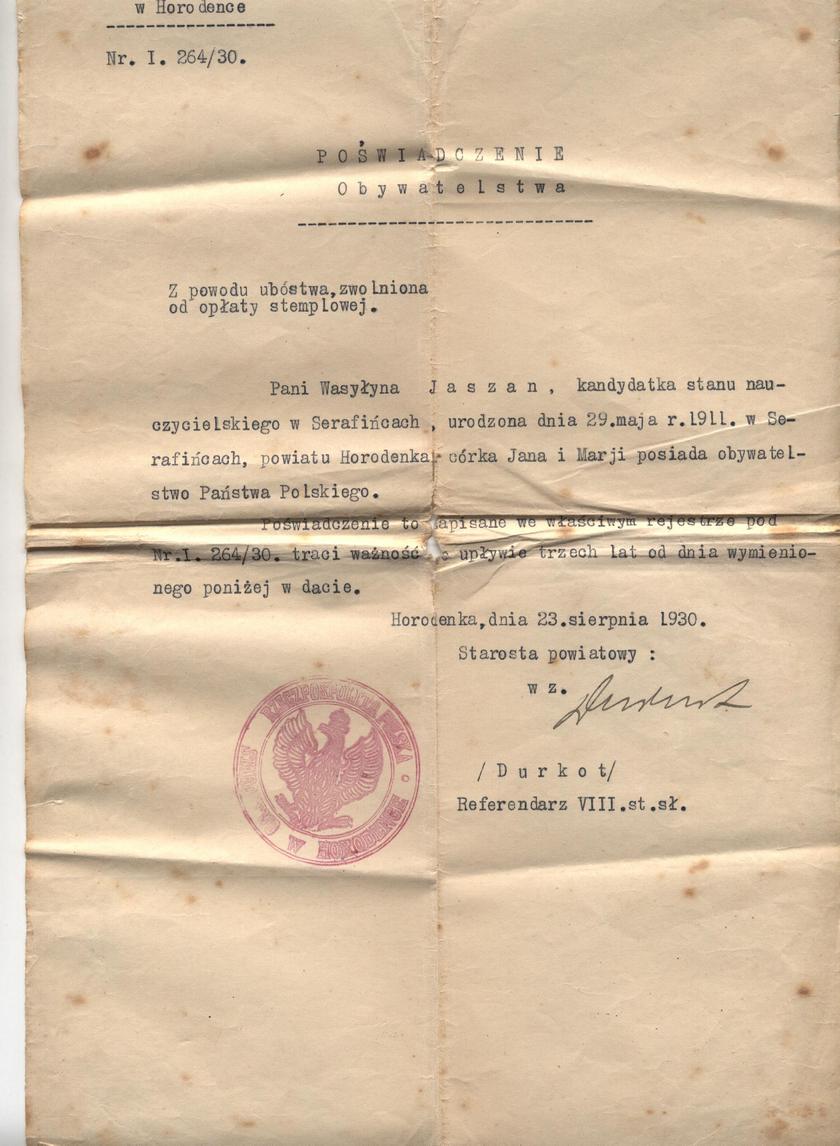 w Horodence
Nr. I. 264/30.
POŚWIADCZENIE
Obywatelstwa
Z powodu ubóstwa,zwolniona
od opłaty stemplowej.
Pani Wasyłyna Jaszan, kandydatka stanu nau-
czycielskiego w Serafińcach , urodzona dnia 29.maja r.1911. w Se-
rafińcach, powiatu Horodenka córka Jana i Marji posiada obywatel-
stwo Państwa Polskiego.
Poświadczenie to zapisane we właściwym rejestrze pod
Nr.I. 264/30. traci ważność upływie trzech lat od dnia wymienio-
nego poniżej w dacie.
Horodenka,dnia 23.sierpnia 1930.
Starosta powiatowy :
w z.
/Durkot/
Referendarz VIII.st.sł.
RZECZPOSPOLITA POLSKA
W HORODENCE